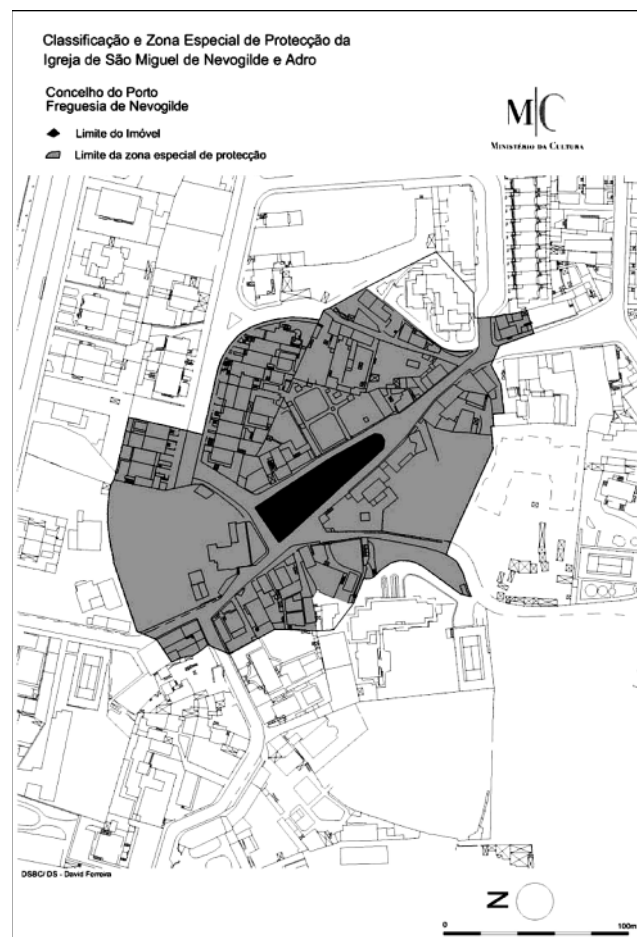 Classificação e Zona Especial de Protecção da
Igreja de São Miguel de Nevogilde e Adro
Concelho do Porto
Freguesia de Nevogilde
Limite do Imóvel
Limite da zona especial de protecção
M|C
MINISTÉRIO DA CULTURA
DSBC/ DS - David Ferreira
N
0 100m